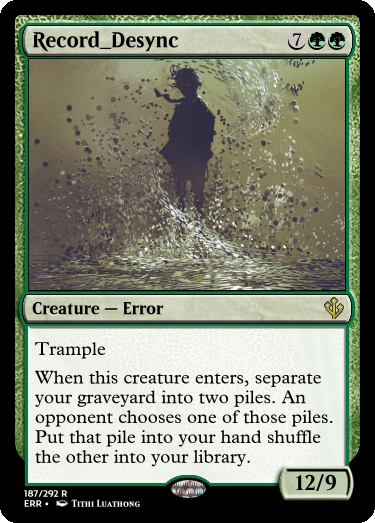 Record_Desync 7
Creature — Error
Trample
When this creature enters, separate
your graveyard into two piles. An
opponent chooses one of those piles.
Put that pile into your hand shuffle
the other into your library.
12/9
187/292 R
ERR • Tithi Luathong